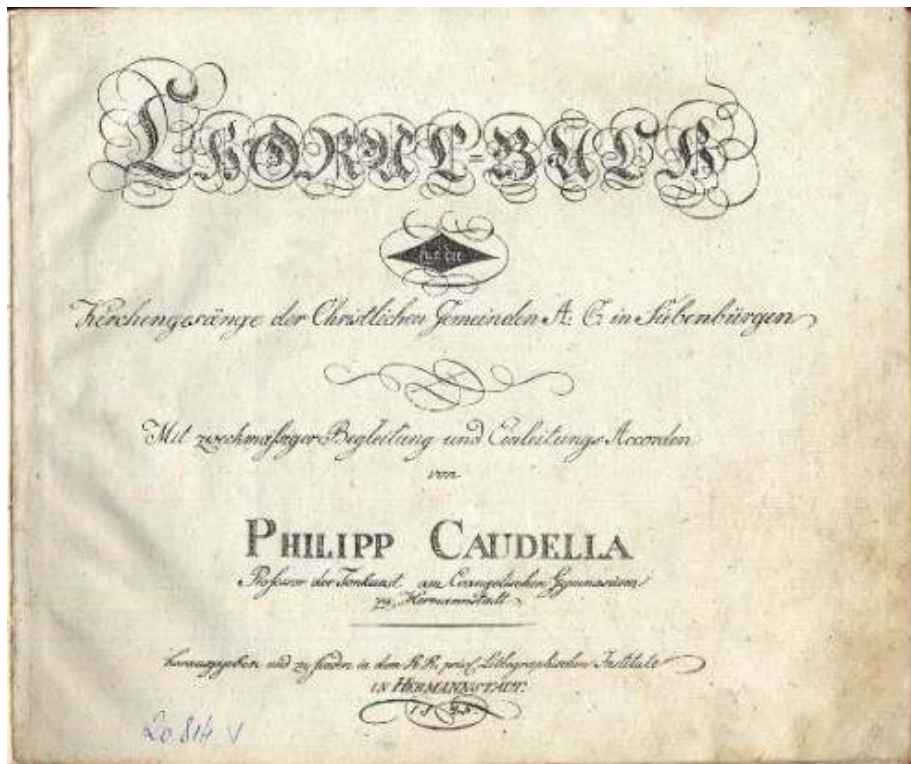 CHORAL-BUCH
für die
Kirchengesänge der Christlichen Gemeinden A. C. in Siebenbürgen
Mit zweckmaſsiger Begleitung und Einleitungs Accorden
von
PHILIPP CAUDELLA
Professor der Tonkunst am Evangelischen Gymnasium
zu Hermannstadt
herausgegeben und zu finden in dem K. K. priv. Lithographischen Institute
IN HERMANNSTADT.
20.814 V